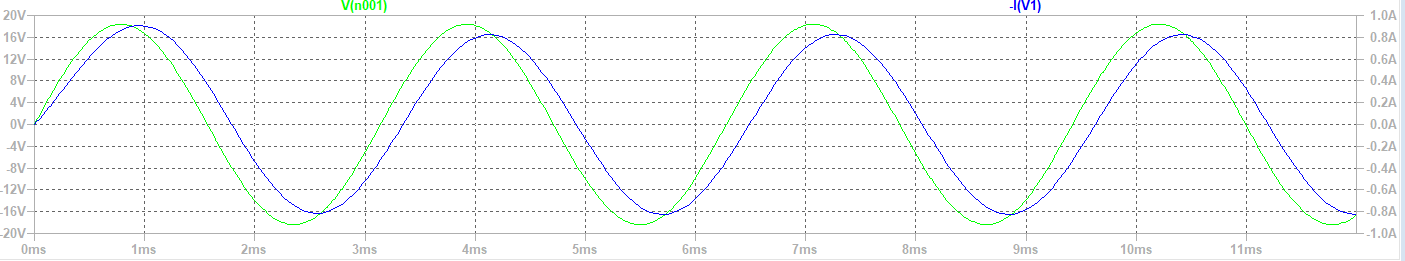 V(n001) -I(V1)
20V 1.0A
16V 0.8A
12V 0.6A
8V 0.4A
4V 0.2A
0V 0.0A
-4V -0.2A
-8V -0.4A
-12V -0.6A
-16V -0.8A
-20V -1.0A
0ms 1ms 2ms 3ms 4ms 5ms 6ms 7ms 8ms 9ms 10ms 11ms